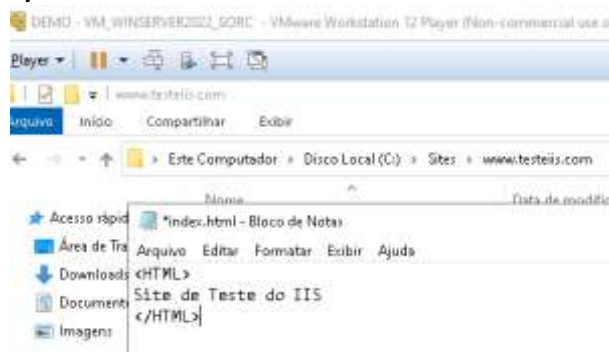 DEMO - VM_WINSERVER2022_SORC - VMware Workstation 12 Player (Non-commercial use o
Player
www.testeiis.com
Arquivo Início Compartilhar Exibir
Este Computador › Disco Local (C:) › Sites › www.testeiis.com
Nome Data de modific
Acesso rápid
*index.html - Bloco de Notas
Área de Tra
Arquivo Editar Formatar Exibir Ajuda
Downloads
<HTML>
Document
Site de Teste do IIS
</HTML>
Imagens